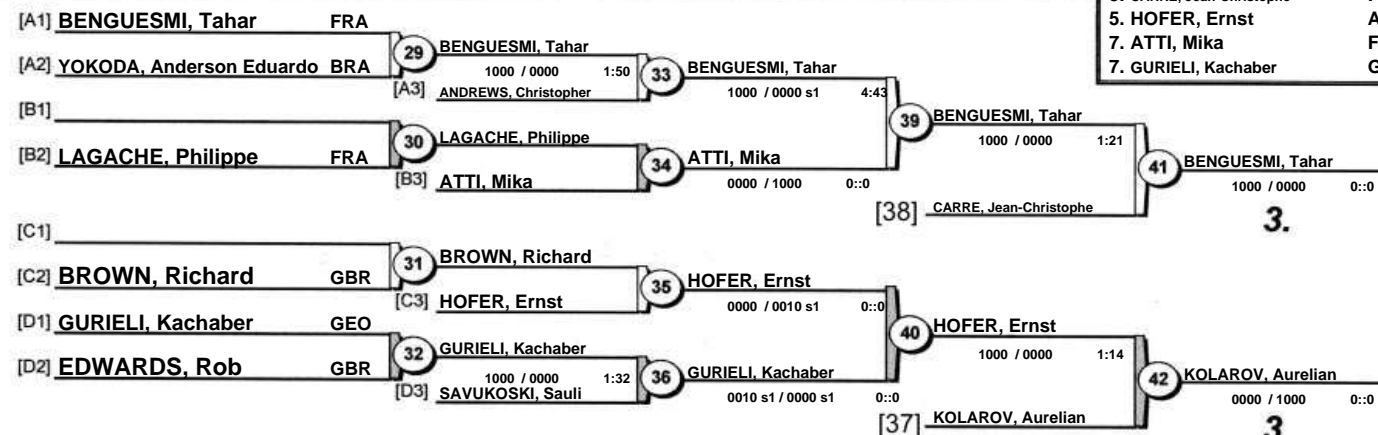 5. HOFER, Ernst A
7. ATTI, Mika F
7. GURIELI, Kachaber G
[A1] BENGUESMI, Tahar FRA
29 BENGUESMI, Tahar
[A2] YOKODA, Anderson Eduardo BRA
1000 / 0000 1:50
[A3] ANDREWS, Christopher
33 BENGUESMI, Tahar
1000 / 0000 s1 4:43
[B1]
30 LAGACHE, Philippe
[B2] LAGACHE, Philippe FRA
[B3] ATTI, Mika
34 ATTI, Mika
0000 / 1000 0::0
39 BENGUESMI, Tahar
1000 / 0000 1:21
[38] CARRE, Jean-Christophe
41 BENGUESMI, Tahar
1000 / 0000 0::0
3.
[C1]
31 BROWN, Richard
[C2] BROWN, Richard GBR
[C3] HOFER, Ernst
35 HOFER, Ernst
0000 / 0010 s1 0::0
[D1] GURIELI, Kachaber GEO
32 GURIELI, Kachaber
[D2] EDWARDS, Rob GBR
1000 / 0000 1:32
[D3] SAVUKOSKI, Sauli
36 GURIELI, Kachaber
0010 s1 / 0000 s1 0::0
40 HOFER, Ernst
1000 / 0000 1:14
[37] KOLAROV, Aurelian
42 KOLAROV, Aurelian
0000 / 1000 0::0
3